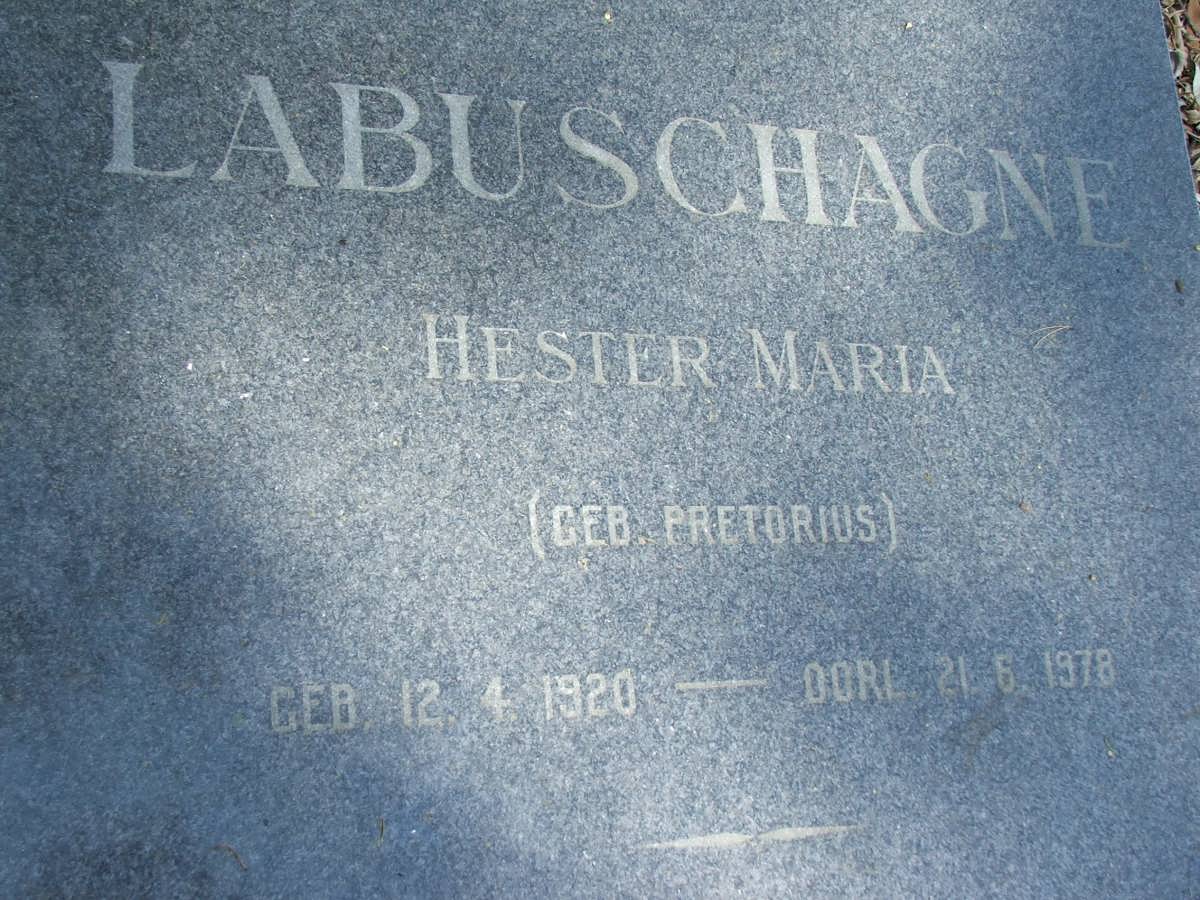 LABUSCHAGNE
HESTER MARIA
(GEB. PRETORIUS)
GEB. 12. 4. 1920 — OORL. 21. 6. 1978